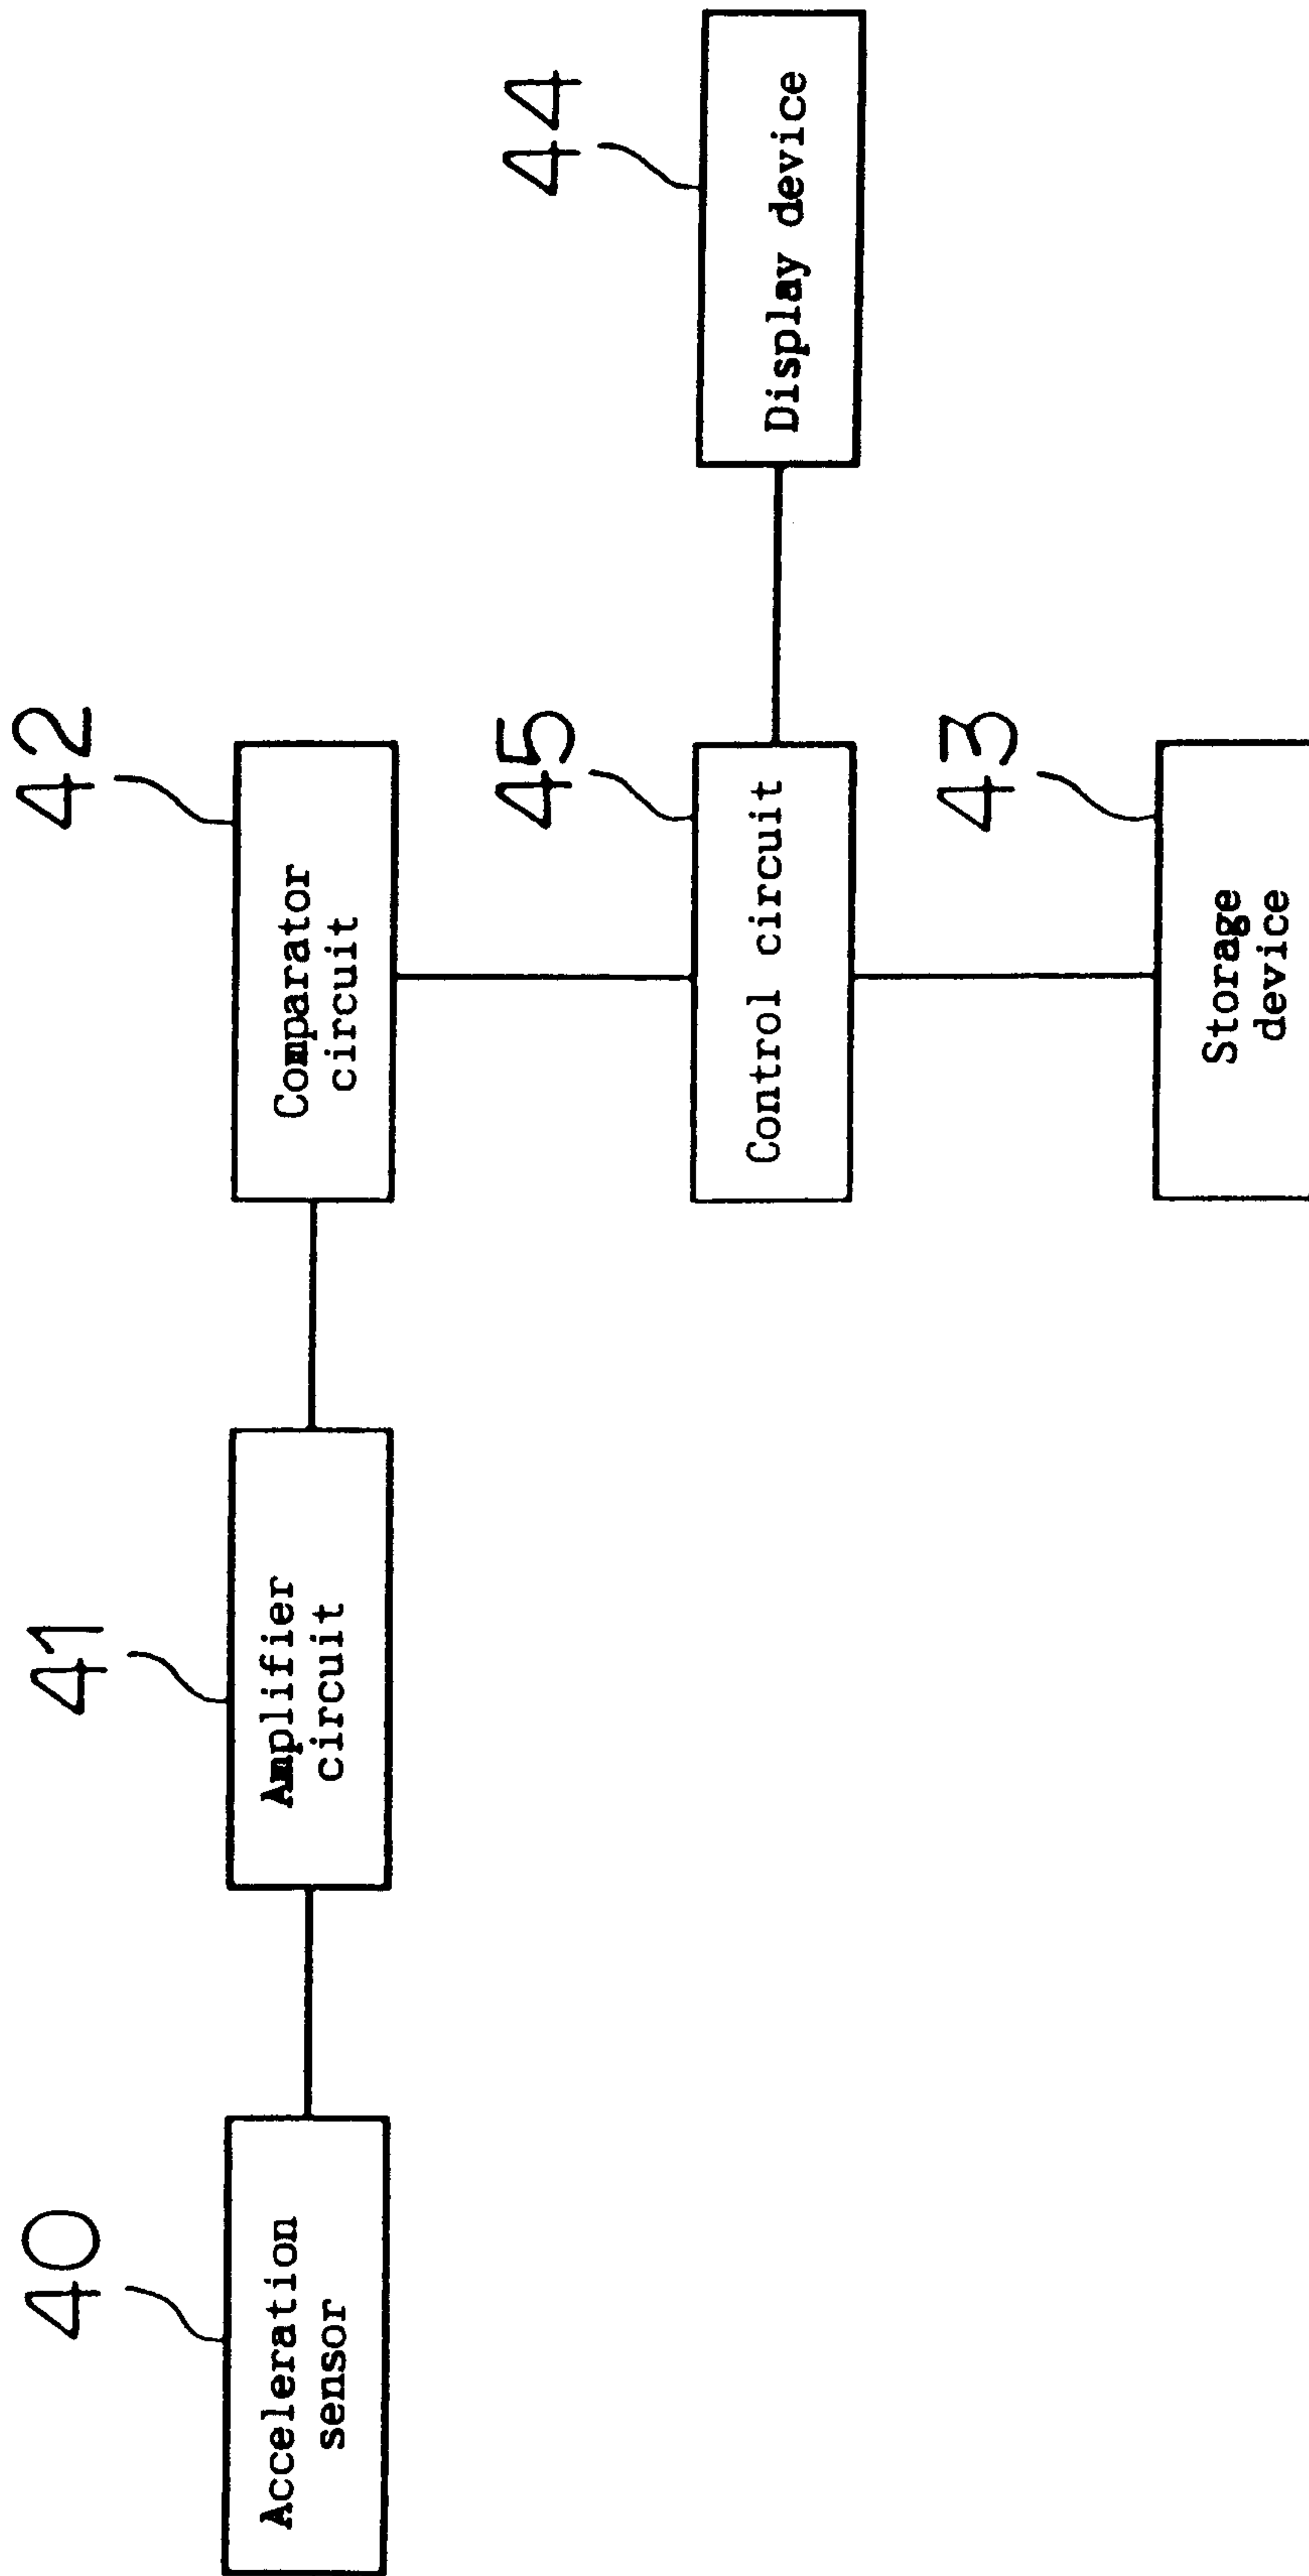 40
Acceleration
sensor
41
Amplifier
circuit
42
Comparator
circuit
45
Control circuit
44
Display device
43
Storage
device